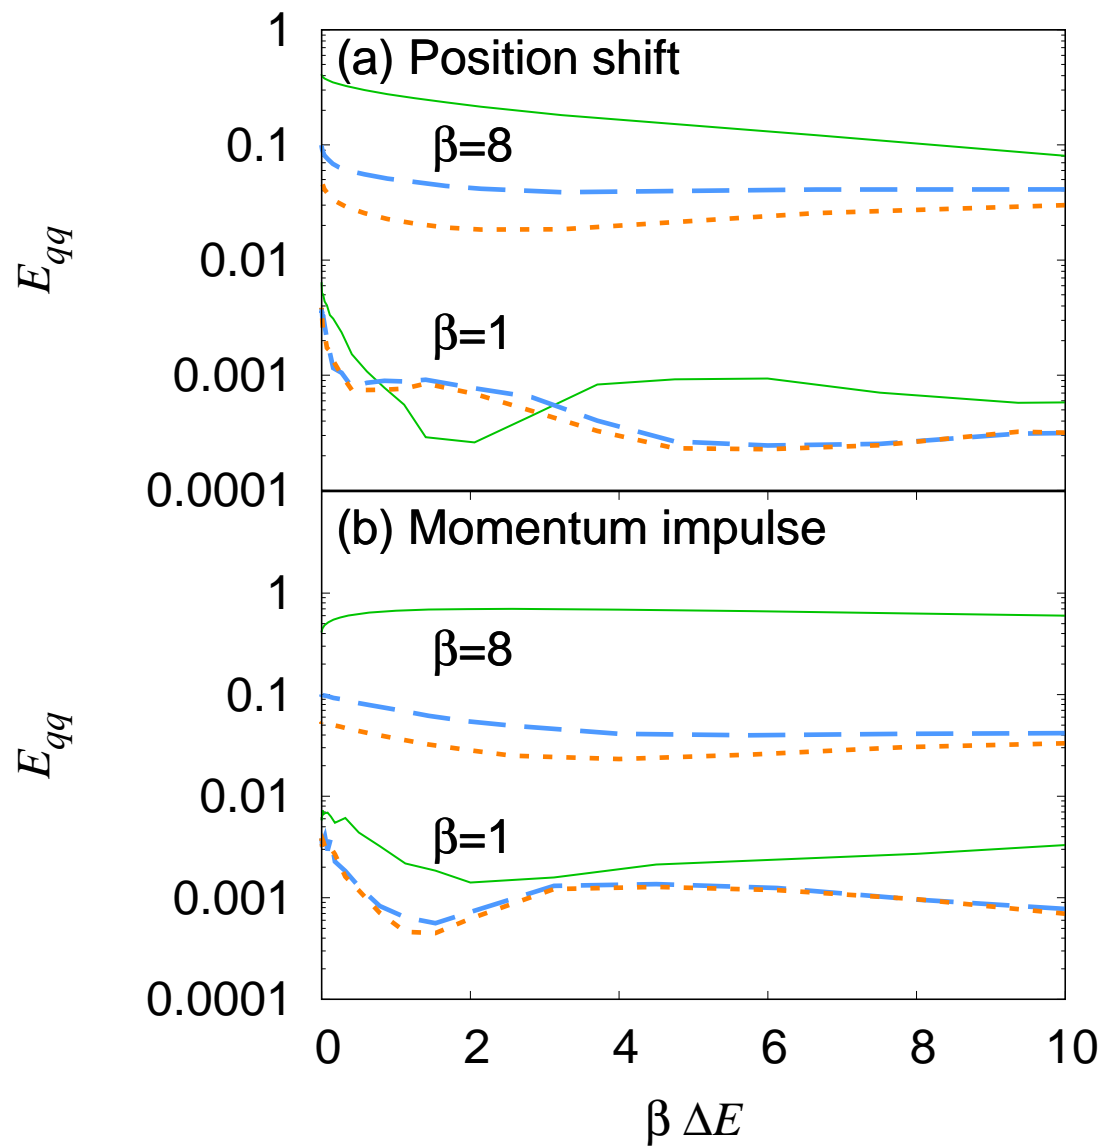 1
(a) Position shift
β=8
0.1
0.01
β=1
0.001
0.0001
E_qq
(b) Momentum impulse
1
β=8
0.1
0.01
β=1
0.001
0.0001
E_qq
0 2 4 6 8 10
β ΔE